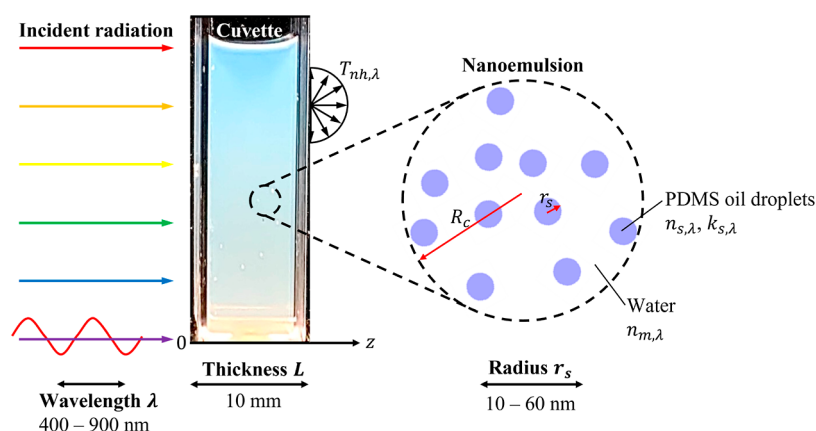 Incident radiation
Cuvette
T_{nh,λ}
Nanoemulsion
r_s
R_c
PDMS oil droplets
n_{s,λ}, k_{s,λ}
Water
n_{m,λ}
0
z
Thickness L
10 mm
Radius r_s
10 – 60 nm
Wavelength λ
400 – 900 nm